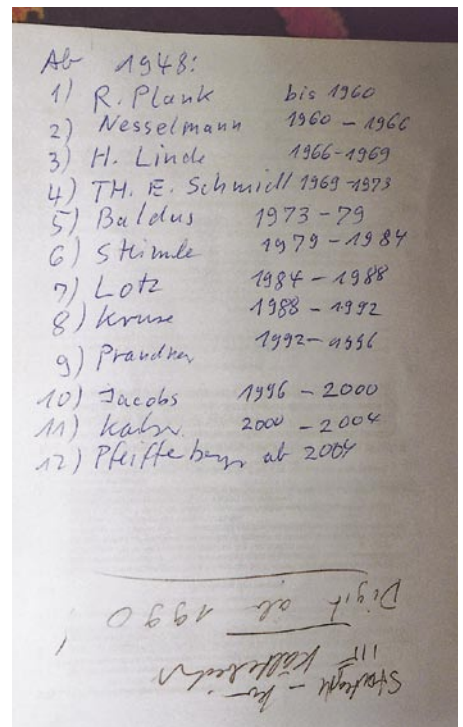 Ab 1948:
1) R. Plank bis 1960
2) Nesselmann 1960 - 1966
3) H. Linde 1966-1969
4) TH. E. Schmidt 1969-1973
5) Baldus 1973-79
6) Stimle 1979-1984
7) Lotz 1984-1988
8) Kruse 1988-1992
9) 1992-1996
10) Jacobs 1996 - 2000
11) 2000 - 2004
12) ab 2004
Digit ab 1990